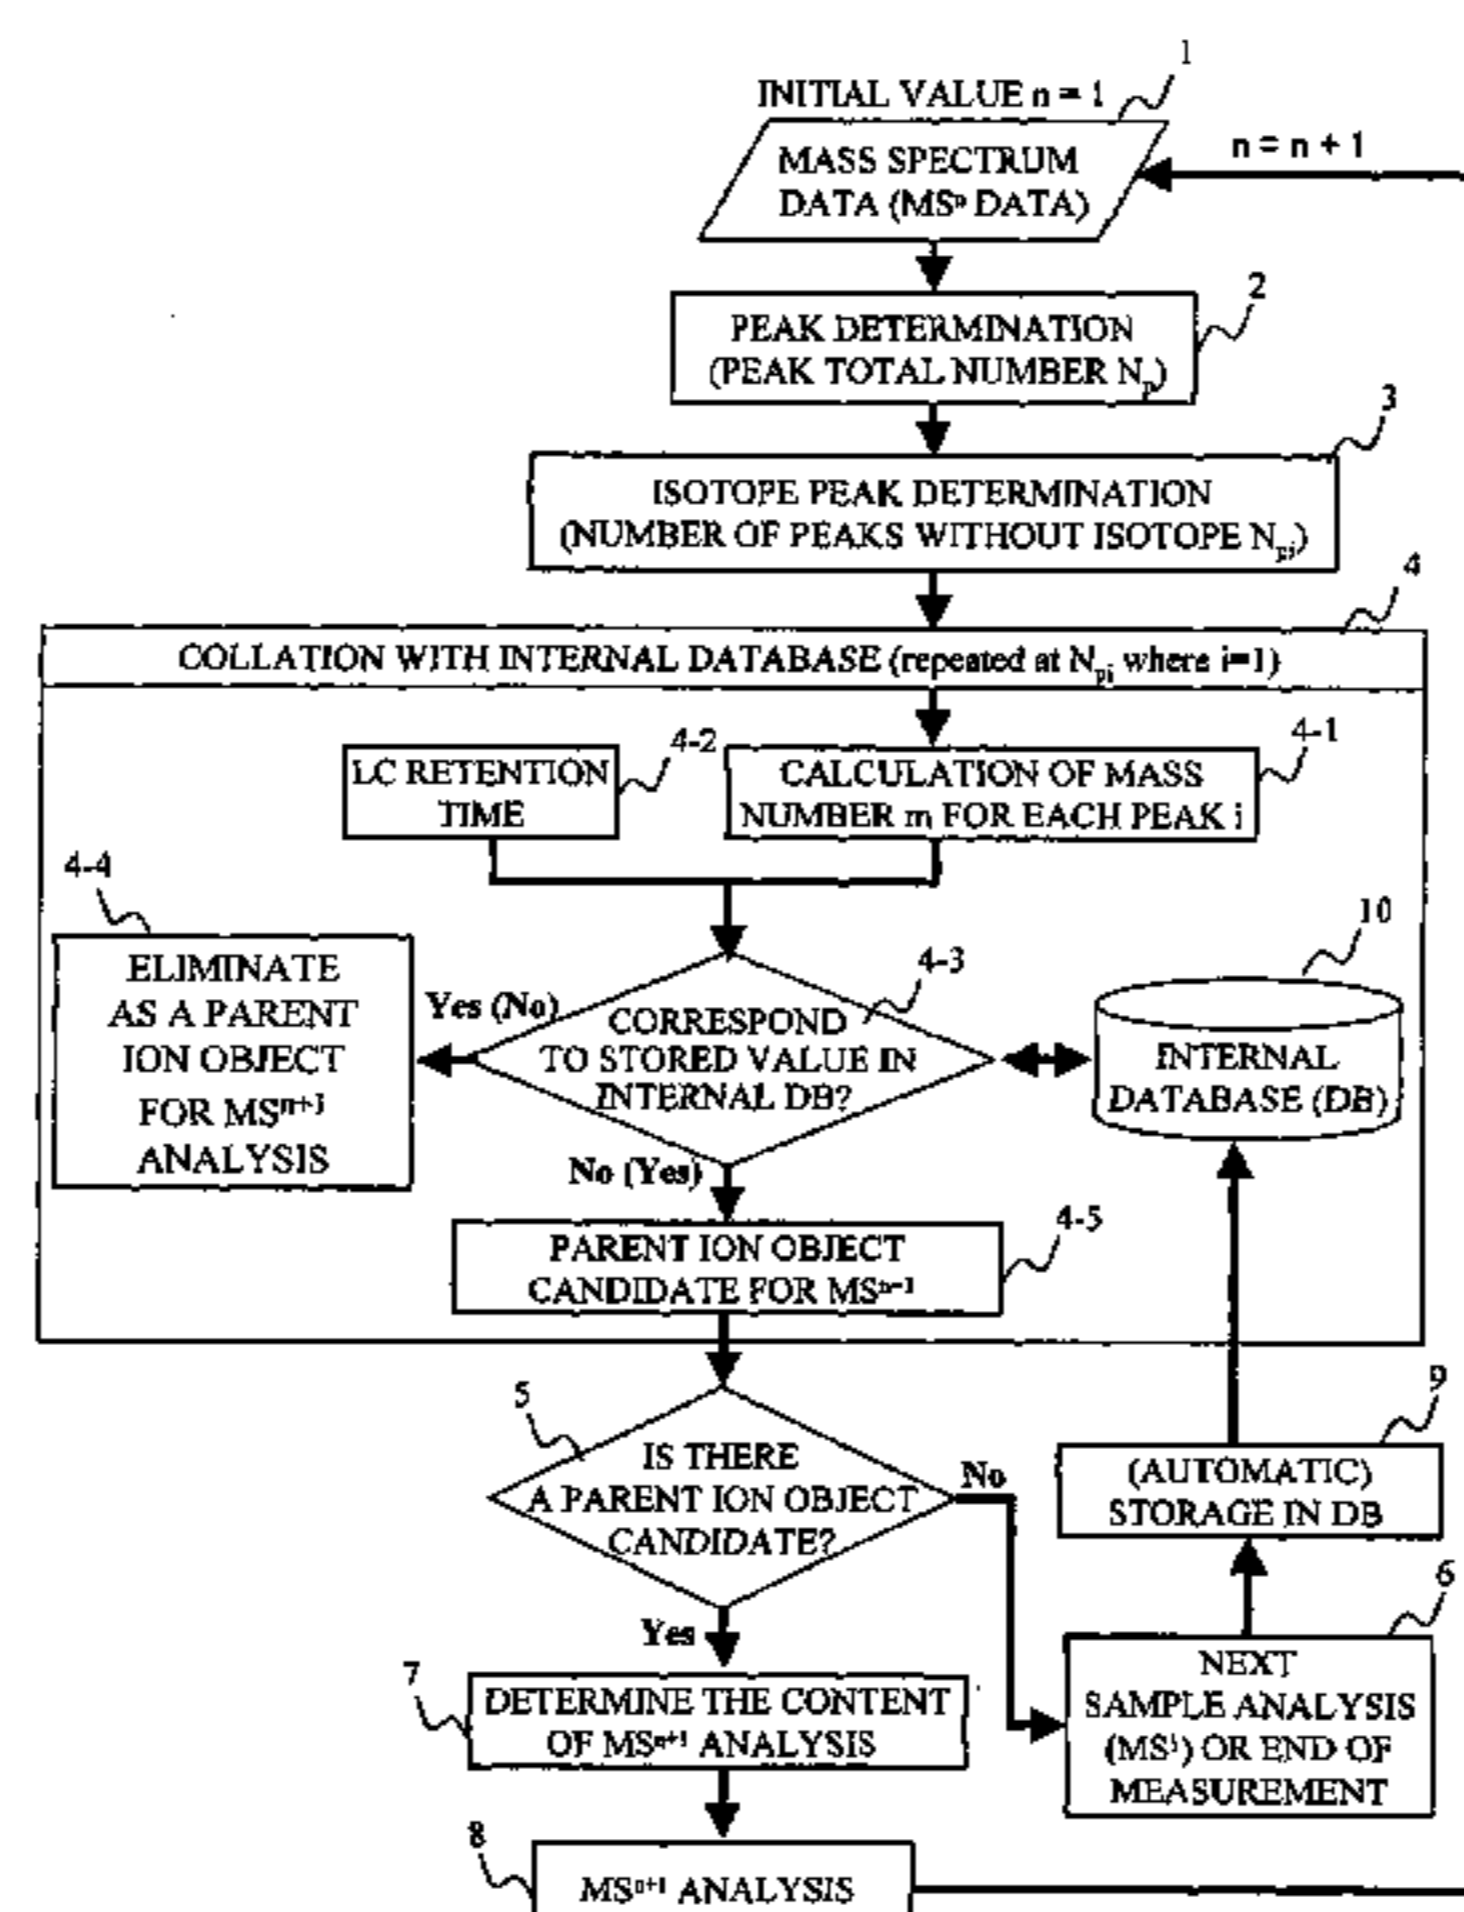 1
INITIAL VALUE n = 1
MASS SPECTRUM
DATA (MSⁿ DATA)
n = n + 1
2
PEAK DETERMINATION
(PEAK TOTAL NUMBER Nₚ)
3
ISOTOPE PEAK DETERMINATION
(NUMBER OF PEAKS WITHOUT ISOTOPE Nₚᵢ)
4
COLLATION WITH INTERNAL DATABASE (repeated at Nₚᵢ where i=1)
4-2
LC RETENTION
TIME
4-1
CALCULATION OF MASS
NUMBER m FOR EACH PEAK i
4-4
ELIMINATE
AS A PARENT
ION OBJECT
FOR MSⁿ⁺¹
ANALYSIS
Yes (No)
4-3
CORRESPOND
TO STORED VALUE IN
INTERNAL DB?
10
INTERNAL
DATABASE (DB)
No (Yes)
4-5
PARENT ION OBJECT
CANDIDATE FOR MS
5
IS THERE
A PARENT ION OBJECT
CANDIDATE?
No
Yes
9
(AUTOMATIC)
STORAGE IN DB
6
NEXT
SAMPLE ANALYSIS
(MS¹) OR END OF
MEASUREMENT
7
DETERMINE THE CONTENT
OF MSⁿ⁺¹ ANALYSIS
8
MSⁿ⁺¹ ANALYSIS